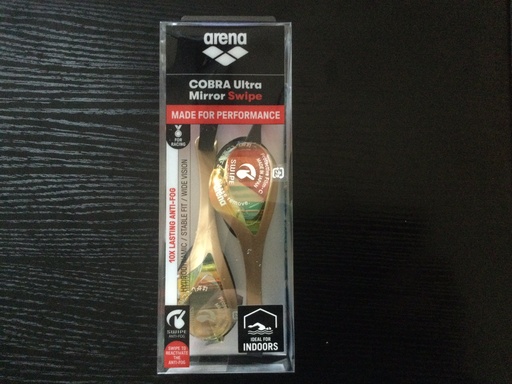 arena
COBRA Ultra
Mirror Swipe
MADE FOR PERFORMANCE
FOR
RACING
10X LASTING ANTI-FOG
HYDRODYNAMIC / STABLE FIT / WIDE VISION
SWIPE
SWIPE
ANTI-FOG
SWIPE TO
REACTIVATE
THE
ANTI-FOG
IDEAL FOR
INDOORS